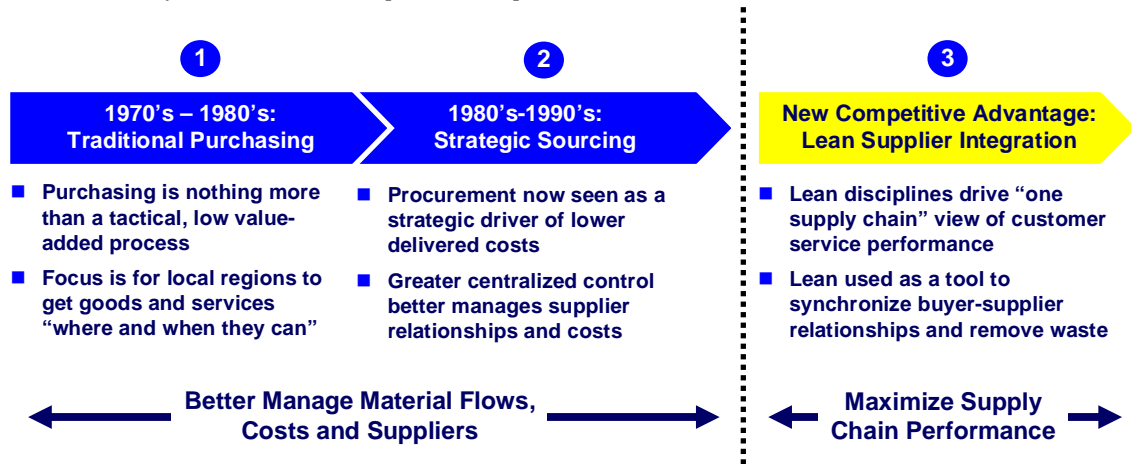 1
1970’s – 1980’s:
Traditional Purchasing
Purchasing is nothing more
than a tactical, low value-
added process
Focus is for local regions to
get goods and services
“where and when they can”
2
1980’s-1990’s:
Strategic Sourcing
Procurement now seen as a
strategic driver of lower
delivered costs
Greater centralized control
better manages supplier
relationships and costs
Better Manage Material Flows,
Costs and Suppliers
3
New Competitive Advantage:
Lean Supplier Integration
Lean disciplines drive “one
supply chain” view of customer
service performance
Lean used as a tool to
synchronize buyer-supplier
relationships and remove waste
Maximize Supply
Chain Performance